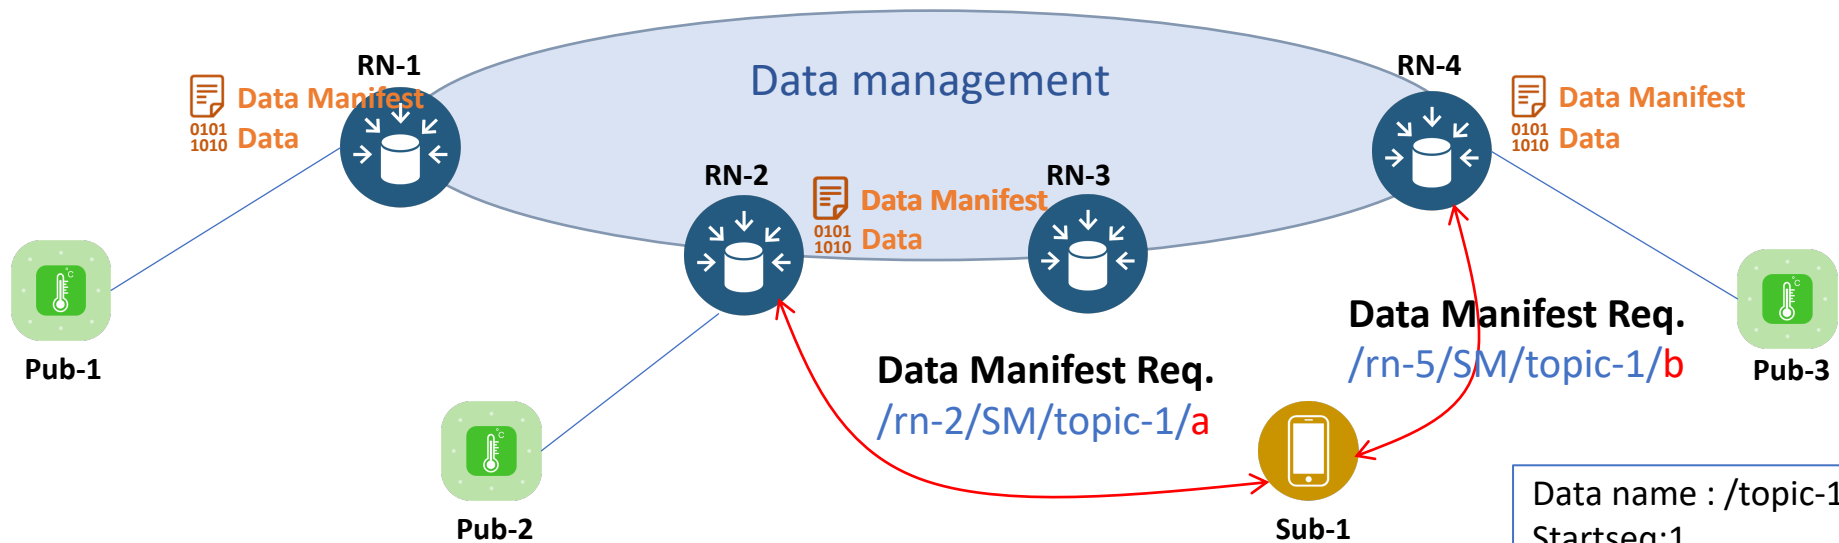 Data management
RN-1
Data Manifest
0101
1010
Data
RN-4
Data Manifest
0101
1010
Data
RN-2
Data Manifest
0101
1010
Data
RN-3
°C
Pub-1
°C
Pub-2
Data Manifest Req.
/rn-2/SM/topic-1/a
Data Manifest Req.
/rn-5/SM/topic-1/b
°C
Pub-3
Sub-1
Data name : /topic-1
Startseq:1